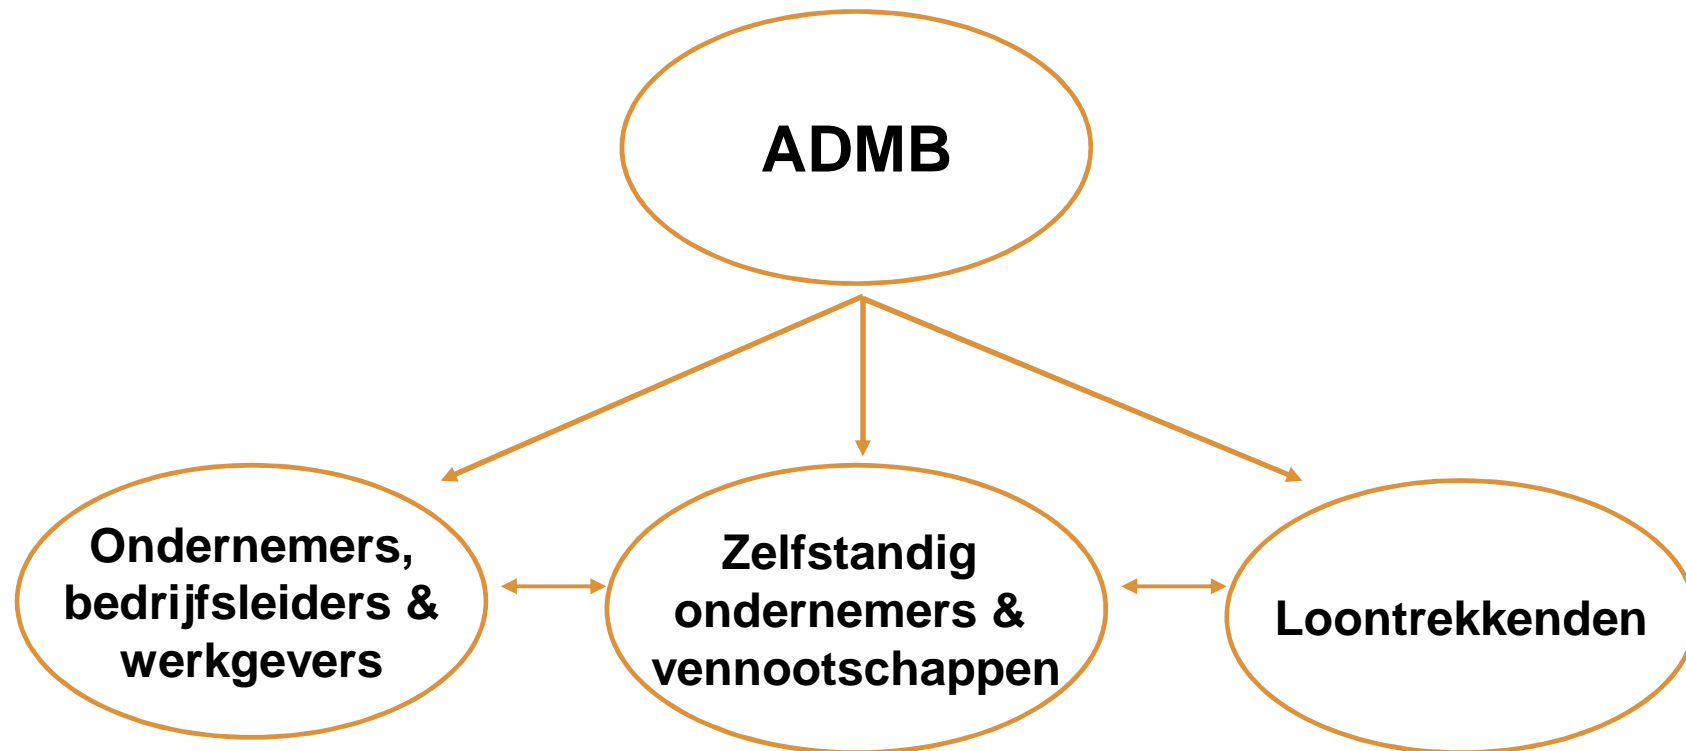 ADMB
Ondernemers,
bedrijfsleiders &
werkgevers
Zelfstandig
ondernemers &
vennootschappen
Loontrekkenden